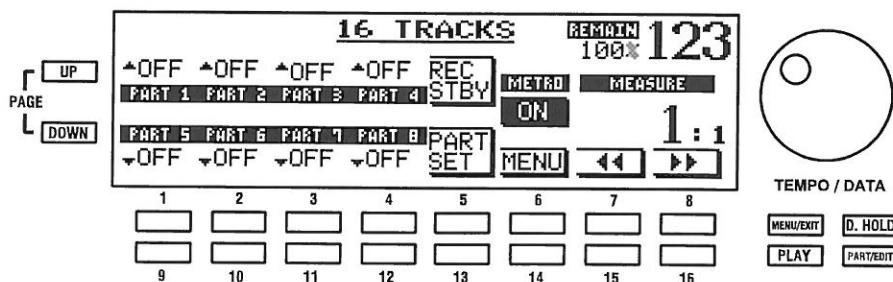 16 TRACKS
REMAIN 123
100%
▲OFF ▲OFF ▲OFF ▲OFF REC STBY
PART 1 PART 2 PART 3 PART 4
METRO MEASURE
ON
1:1
PART 5 PART 6 PART 7 PART 8
▼OFF ▼OFF ▼OFF ▼OFF PART SET
MENU ◀◀ ▶▶
UP
PAGE
DOWN
TEMPO / DATA
1 2 3 4 5 6 7 8
9 10 11 12 13 14 15 16
MENU/EXIT D. HOLD
PLAY PART/EDIT